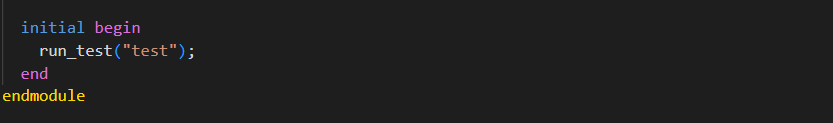 initial begin
run_test("test");
end
endmodule